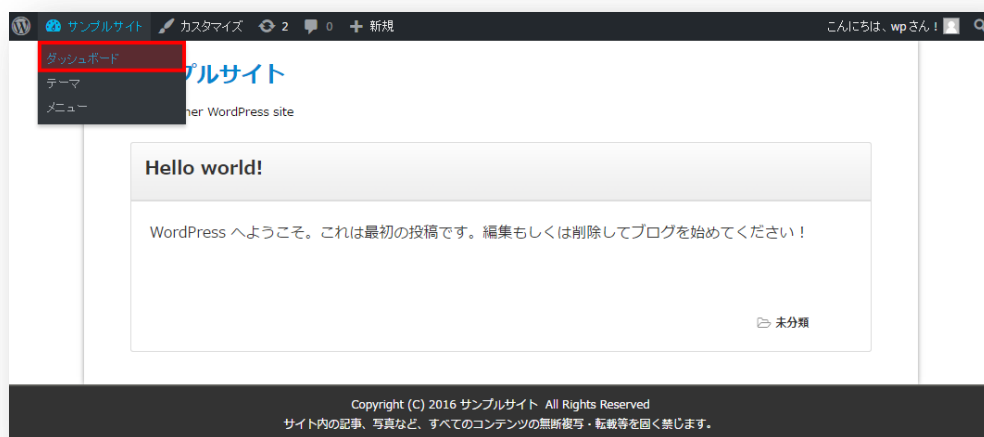 サンプルサイト カスタマイズ 2 0 新規 こんにちは、wpさん！
ダッシュボード
テーマ
メニュー
プルサイト
her WordPress site
Hello world!
WordPress へようこそ。これは最初の投稿です。編集もしくは削除してブログを始めてください！
未分類
Copyright (C) 2016 サンプルサイト All Rights Reserved
サイト内の記事、写真など、すべてのコンテンツの無断複写・転載等を固く禁じます。